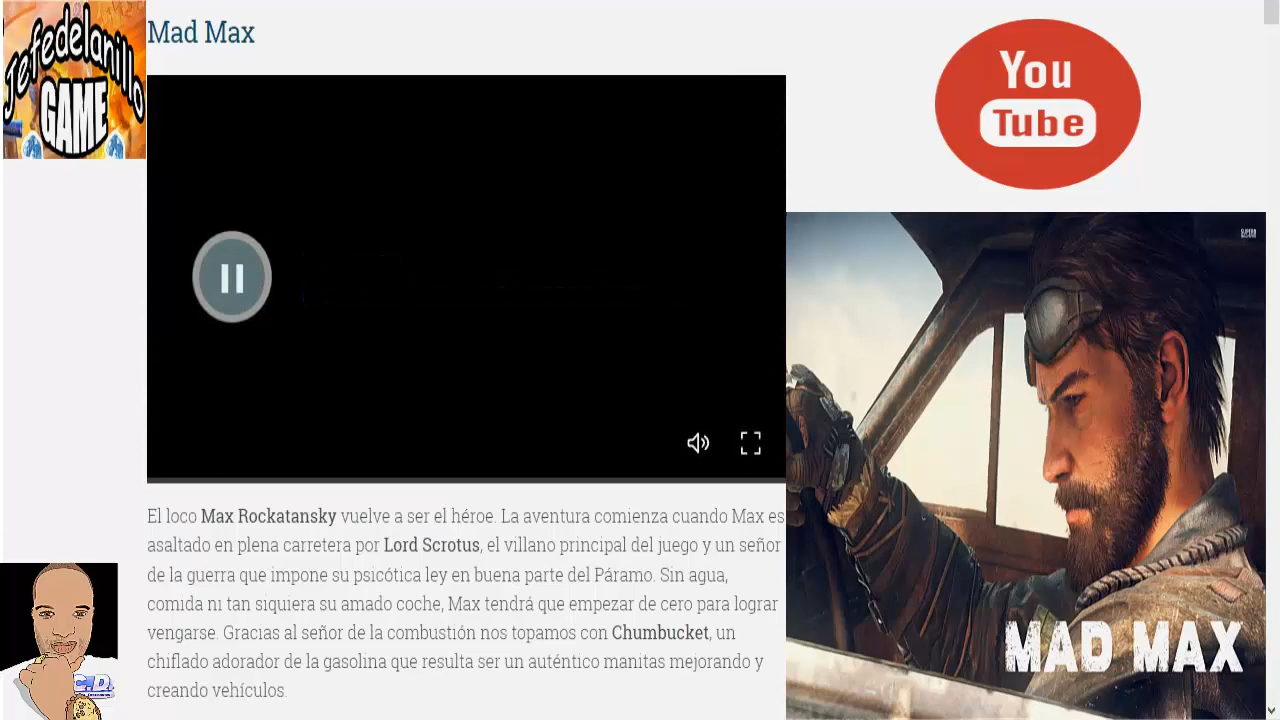 Jefedelanillo
GAME
Mad Max
You
Tube
El loco Max Rockatansky vuelve a ser el héroe. La aventura comienza cuando Max es
asaltado en plena carretera por Lord Scrotus, el villano principal del juego y un señor
de la guerra que impone su psicótica ley en buena parte del Páramo. Sin agua,
comida ni tan siquiera su amado coche, Max tendrá que empezar de cero para lograr
vengarse. Gracias al señor de la combustión nos topamos con Chumbucket, un
chiflado adorador de la gasolina que resulta ser un auténtico manitas mejorando y
creando vehículos.
MAD MAX